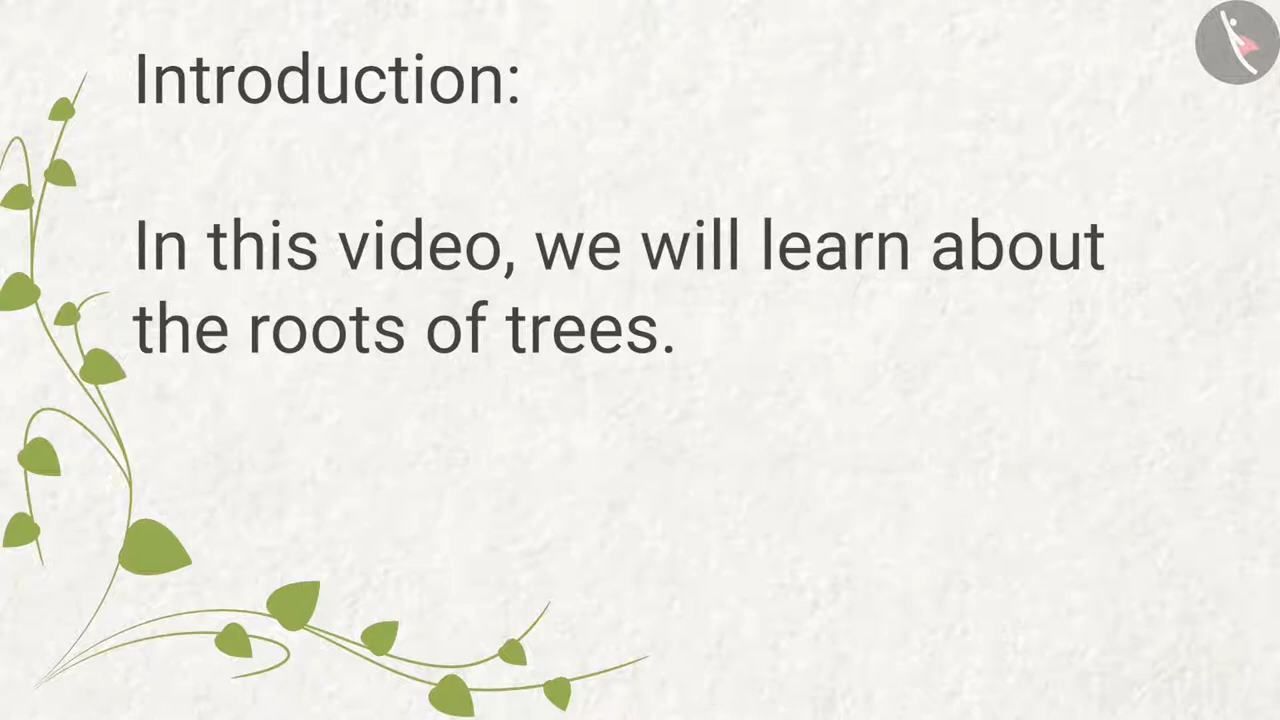 Introduction:
In this video, we will learn about
the roots of trees.